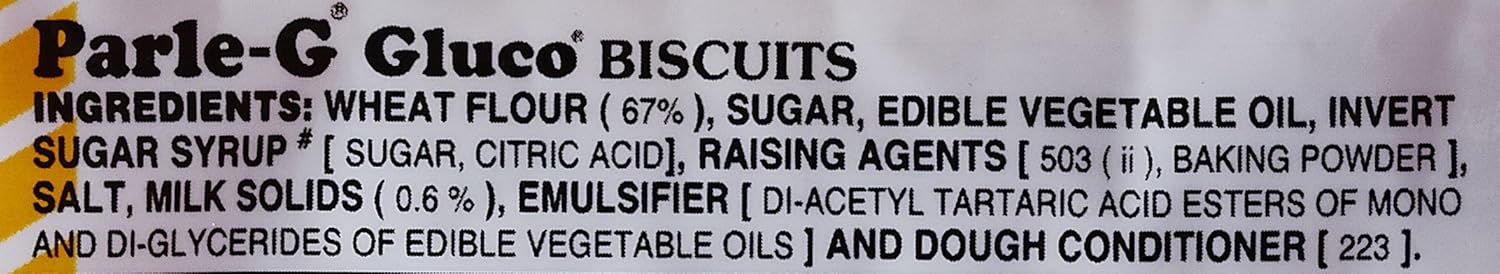 Parle-G® Gluco® BISCUITS
INGREDIENTS: WHEAT FLOUR ( 67% ), SUGAR, EDIBLE VEGETABLE OIL, INVERT
SUGAR SYRUP # [ SUGAR, CITRIC ACID], RAISING AGENTS [ 503 ( ii ), BAKING POWDER ],
SALT, MILK SOLIDS ( 0.6 % ), EMULSIFIER [ DI-ACETYL TARTARIC ACID ESTERS OF MONO
AND DI-GLYCERIDES OF EDIBLE VEGETABLE OILS ] AND DOUGH CONDITIONER [ 223 ].